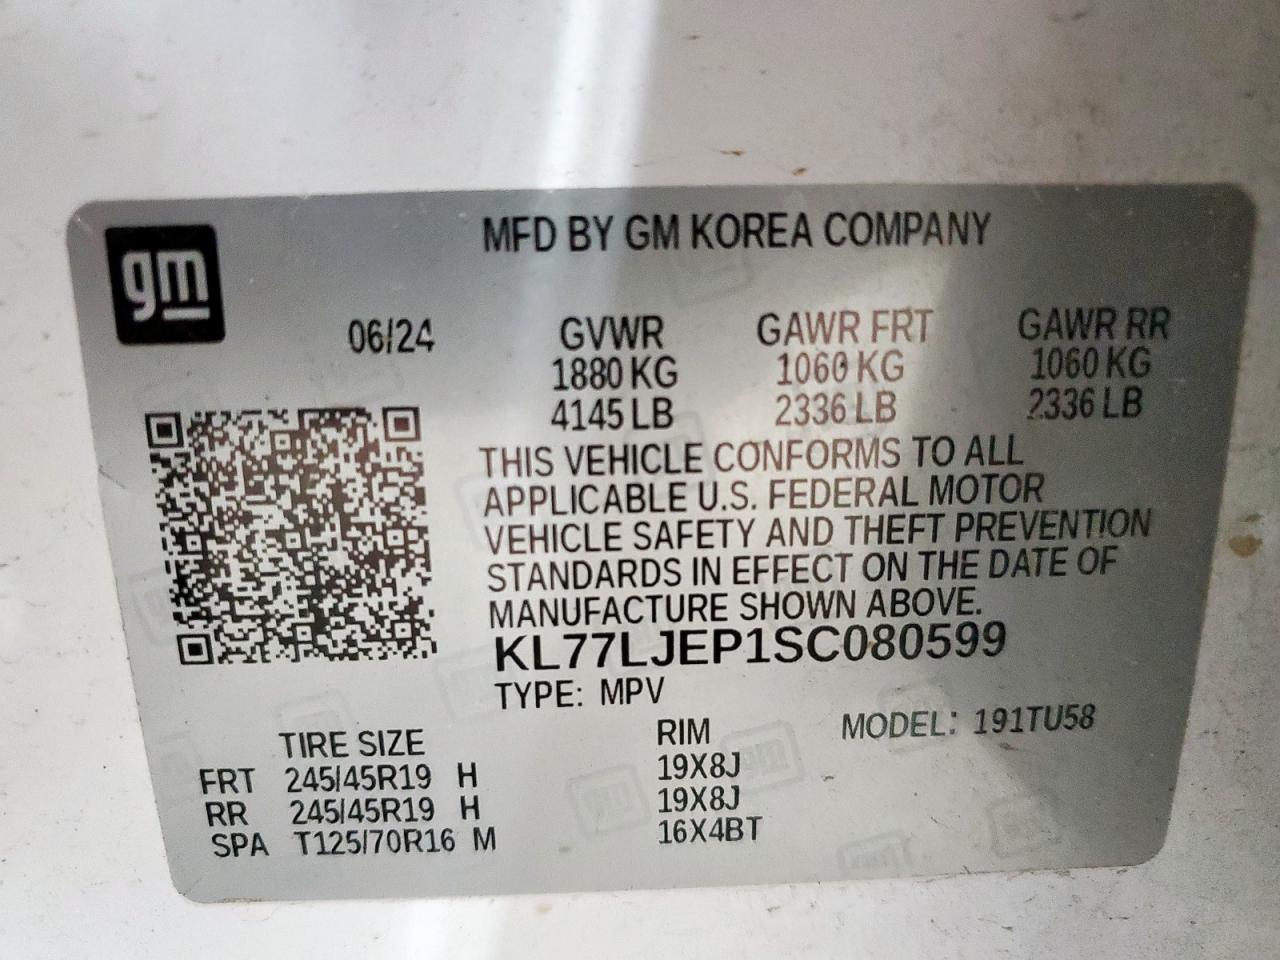 gm
MFD BY GM KOREA COMPANY
06/24 GVWR GAWR FRT GAWR RR
1880 KG 1060 KG 1060 KG
4145 LB 2336 LB 2336 LB
THIS VEHICLE CONFORMS TO ALL
APPLICABLE U.S. FEDERAL MOTOR
VEHICLE SAFETY AND THEFT PREVENTION
STANDARDS IN EFFECT ON THE DATE OF
MANUFACTURE SHOWN ABOVE.
KL77LJEP1SC080599
TYPE: MPV
MODEL: 191TU58
TIRE SIZE RIM
FRT 245/45R19 H 19X8J
RR 245/45R19 H 19X8J
SPA T125/70R16 M 16X4BT